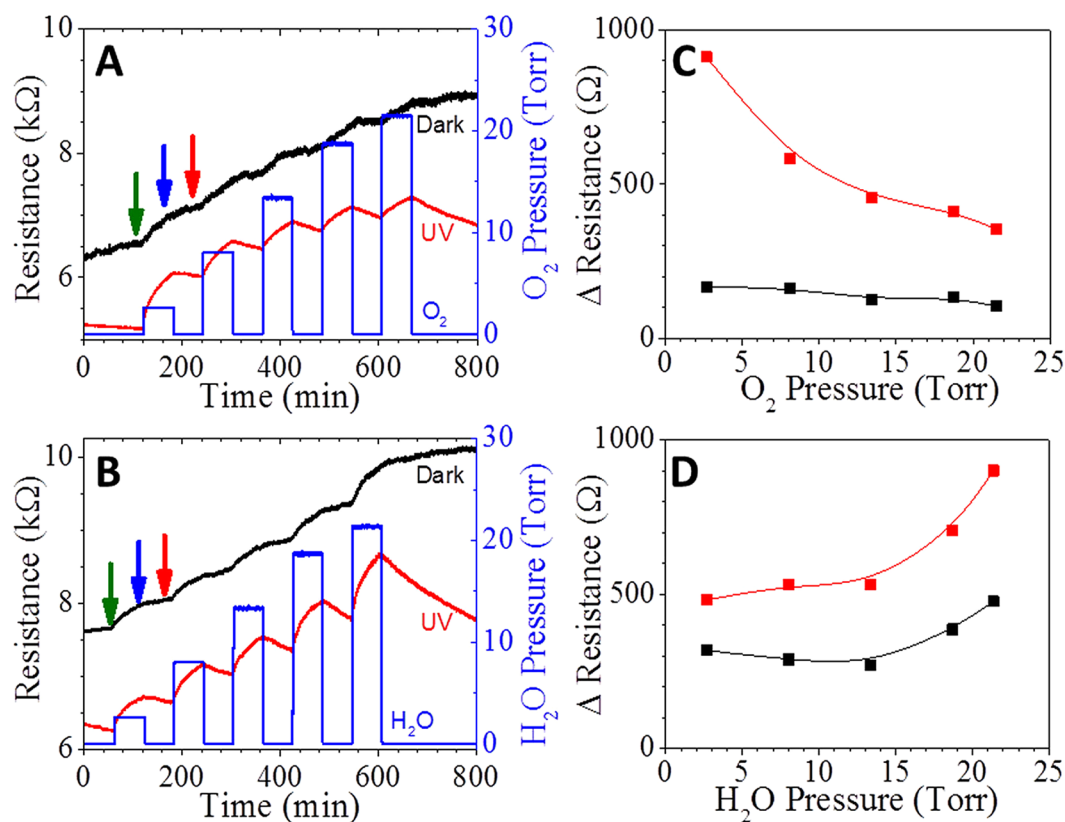 A
Resistance (kΩ)
10
8
6
Dark
UV
O2
30
20
10
0
O2 Pressure (Torr)
0 200 400 600 800
Time (min)
C
Δ Resistance (Ω)
1000
500
0
0 5 10 15 20 25
O2 Pressure (Torr)
B
Resistance (kΩ)
10
8
6
Dark
UV
H2O
30
20
10
0
H2O Pressure (Torr)
0 200 400 600 800
Time (min)
D
Δ Resistance (Ω)
1000
500
0
0 5 10 15 20 25
H2O Pressure (Torr)